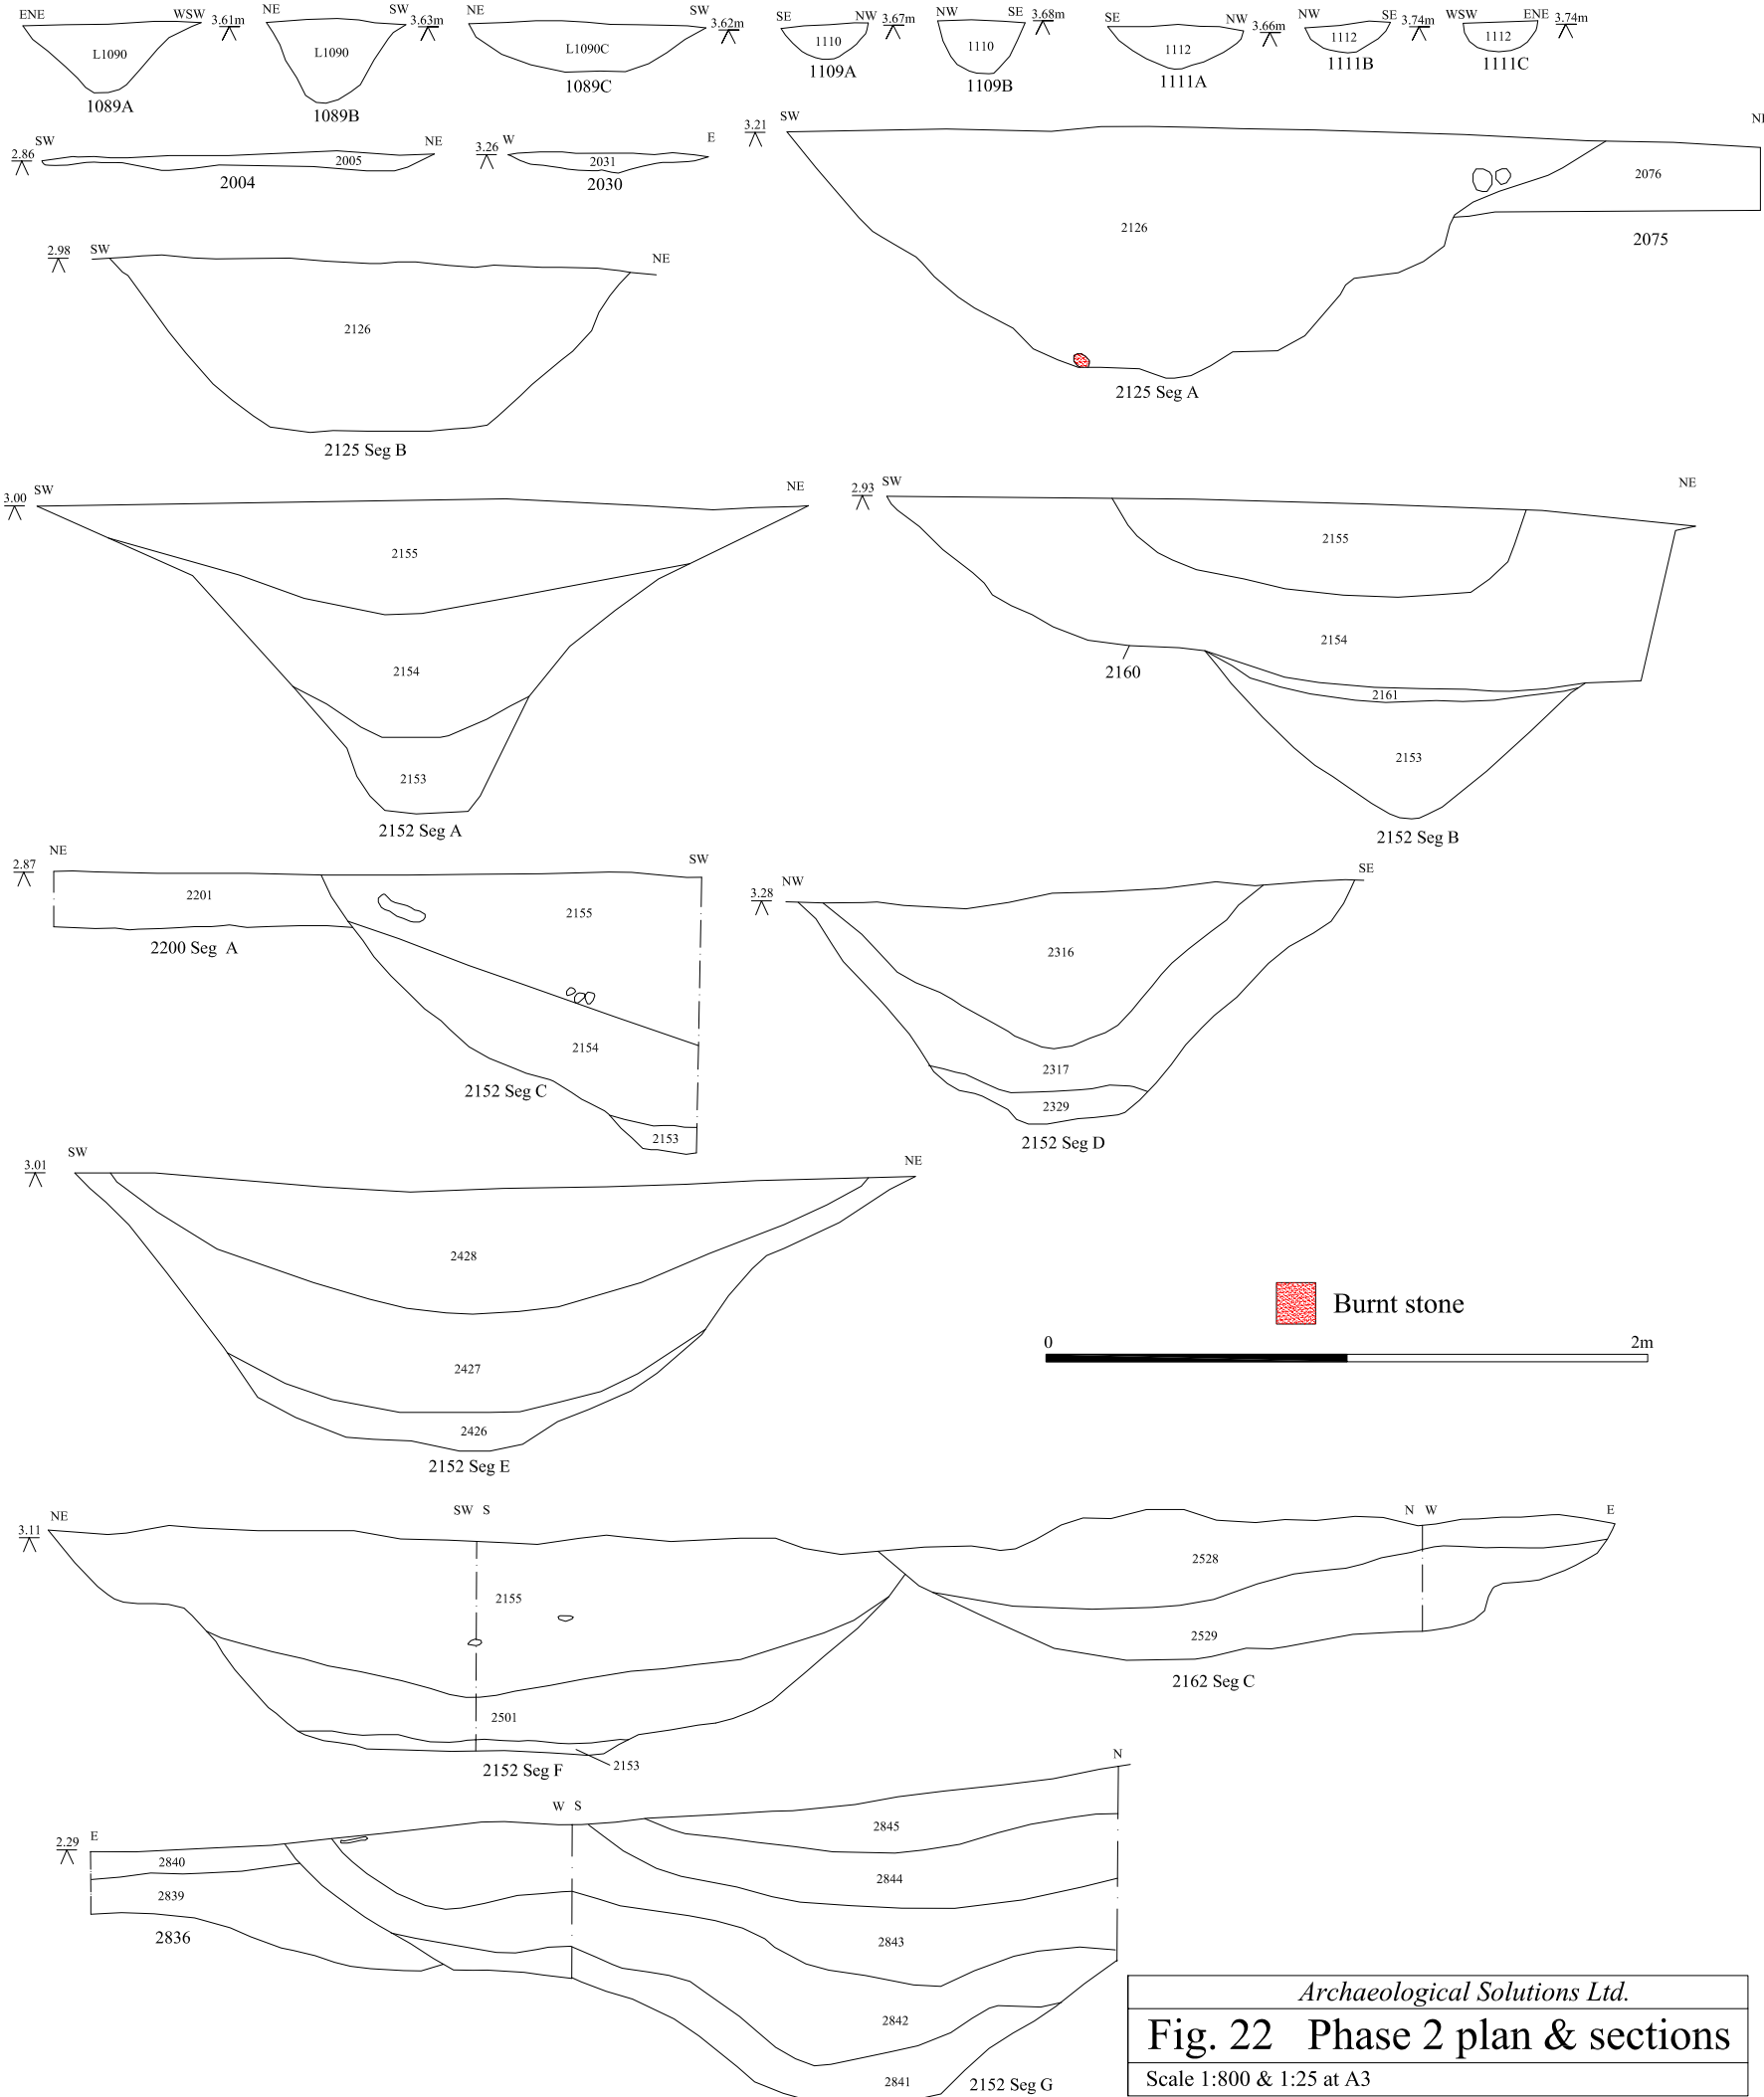 ENE WSW 3.61m NE SW 3.63m NE SW 3.62m SE NW 3.67m NW SE 3.68m SE NW 3.66m NW SE 3.74m WSW ENE 3.74m
L1090 L1090 L1090C 1110 1110 1112 1112 1112
1089A 1089B 1089C 1109A 1109B 1111A 1111B 1111C
2.86 SW NE 3.26 W E 3.21 SW
2005 2031
2004 2030
2126 2076
2075
2125 Seg A
2.98 SW NE
2126
2125 Seg B
3.00 SW NE 2.93 SW NE
2155 2155
2154 2154
2160
2161
2153 2153
2152 Seg A 2152 Seg B
2.87 NE SW 3.28 NW SE
2201 2155 2316
2200 Seg A
2154 2317
2152 Seg C 2329
2153 2152 Seg D
3.01 SW NE
2428
2427
2426
2152 Seg E
Burnt stone
0 2m
3.11 NE SW S N W E
2155 2528
2529
2162 Seg C
2501
2153
2152 Seg F
2.29 E W S N
2840 2845
2839 2844
2836 2843
2842
2841 2152 Seg G
Archaeological Solutions Ltd.
Fig. 22 Phase 2 plan & sections
Scale 1:800 & 1:25 at A3